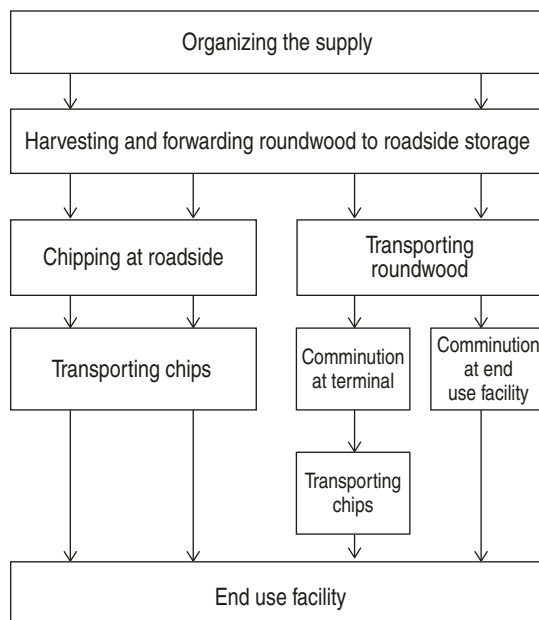 Organizing the supply
Harvesting and forwarding roundwood to roadside storage
Chipping at roadside
Transporting
roundwood
Transporting chips
Comminution
at terminal
Comminution
at end
use facility
Transporting
chips
End use facility